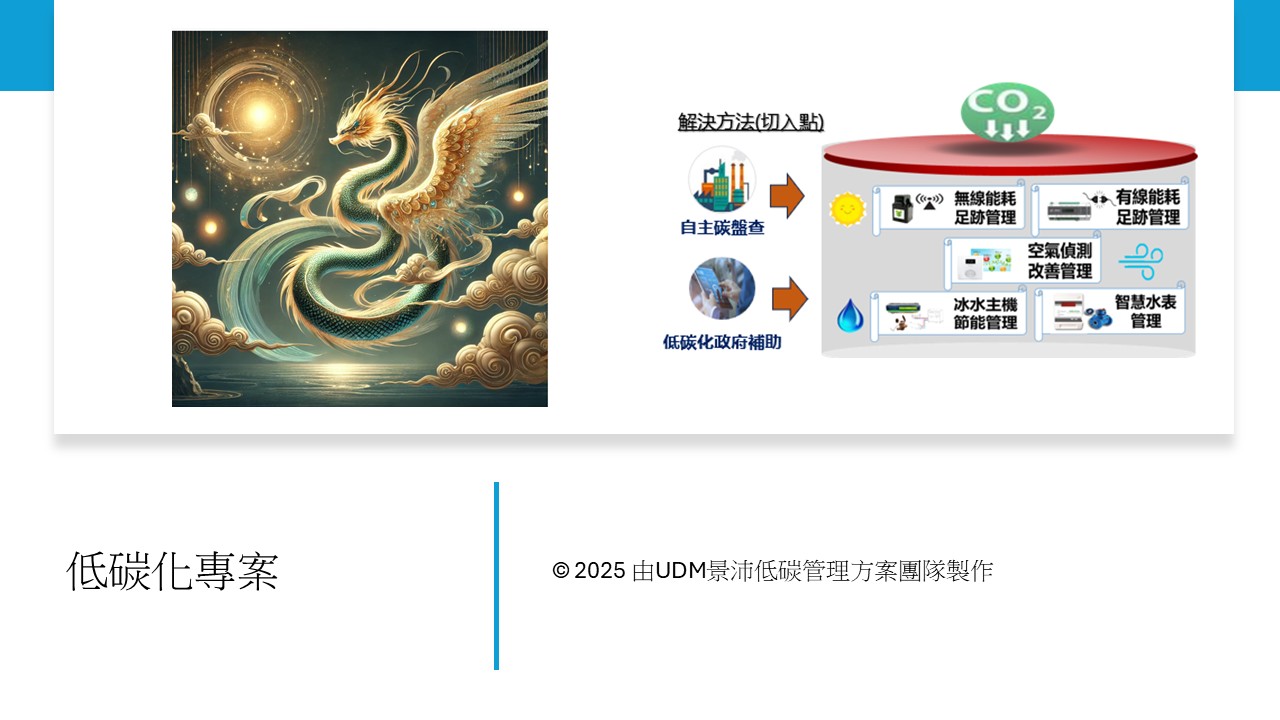 解決方法(切入點)
自主碳盤查
低碳化政府補助
CO2
無線能耗
足跡管理
有線能耗
足跡管理
空氣偵測
改善管理
冰水主機
節能管理
智慧水表
管理
低碳化專案
© 2025 由UDM景沛低碳管理方案團隊製作